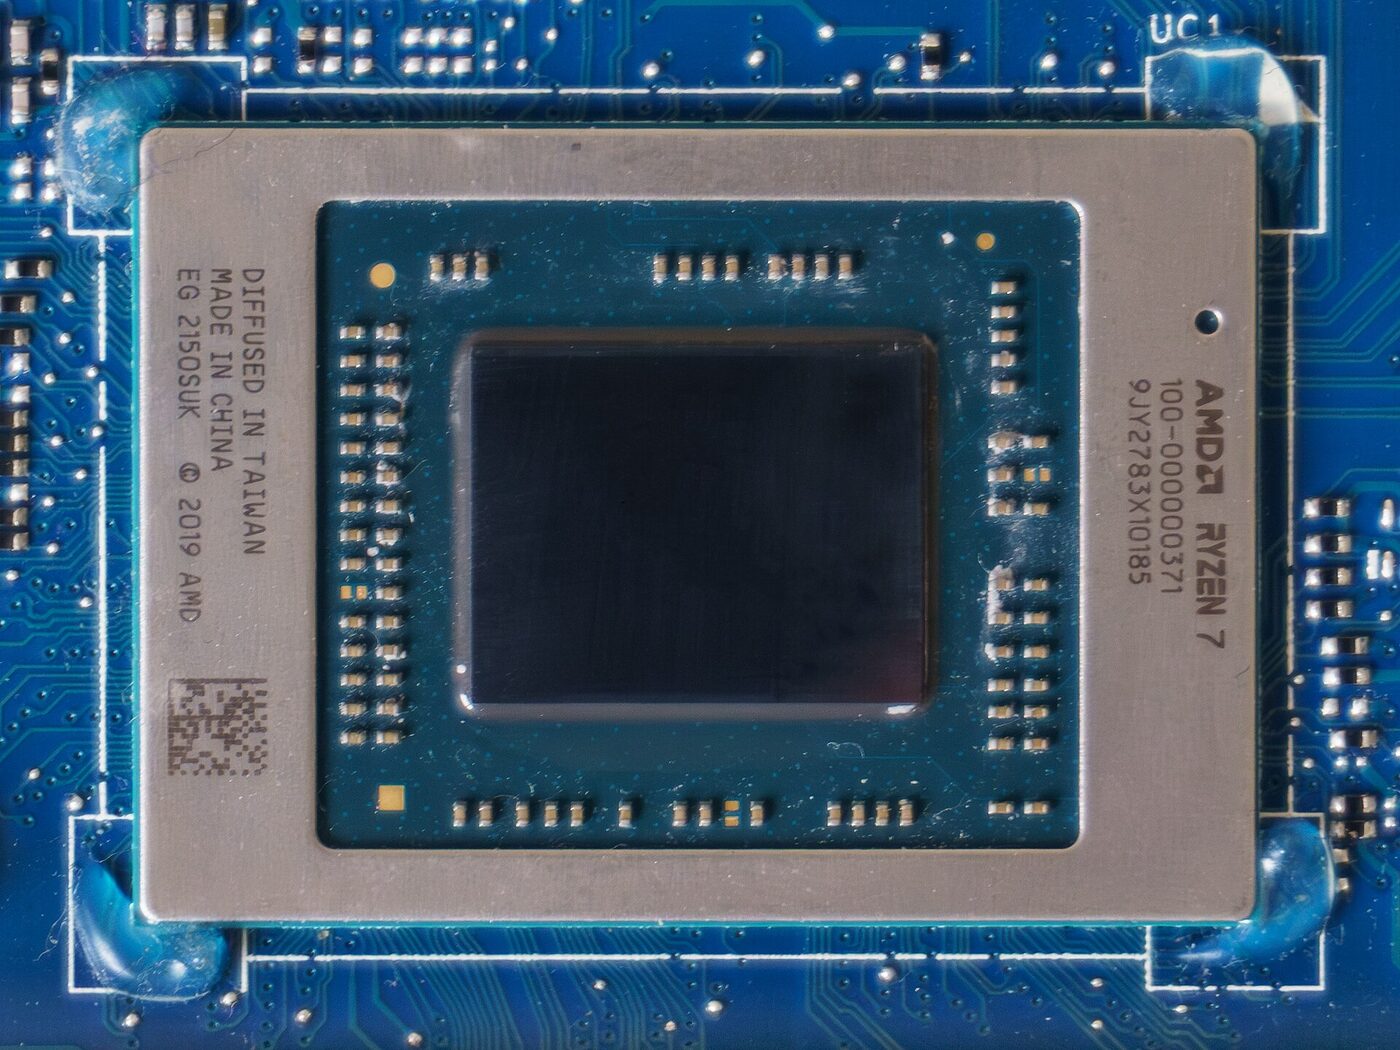 UC1
DIFFUSED IN TAIWAN
MADE IN CHINA
EG 2150SUK © 2019 AMD
AMD RYZEN 7
100-000000371
9JY2783X10185